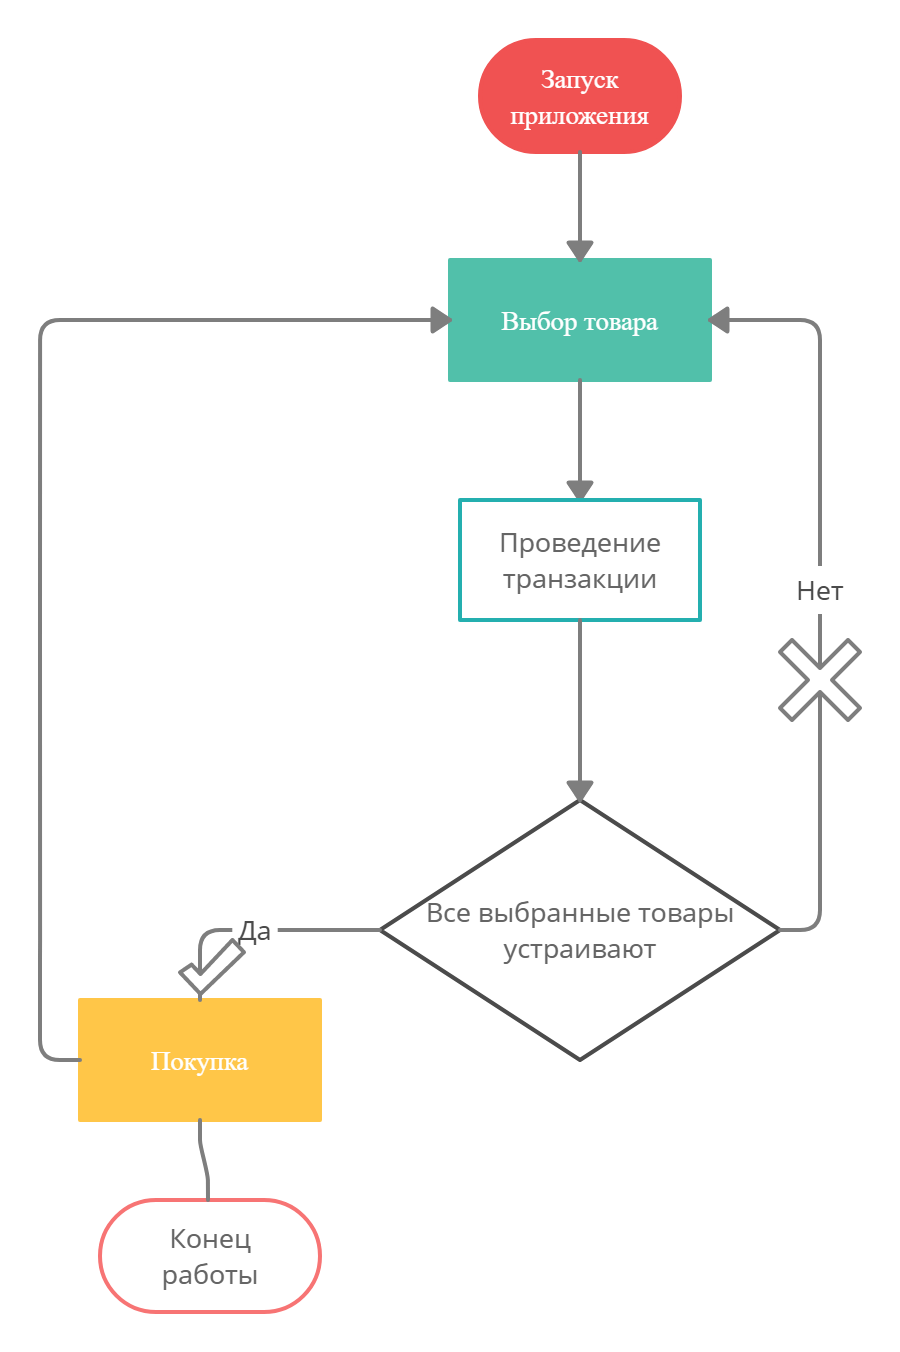 Запуск
приложения
Выбор товара
Проведение
транзакции
Нет
Все выбранные товары
устраивают
Да
Покупка
Конец
работы